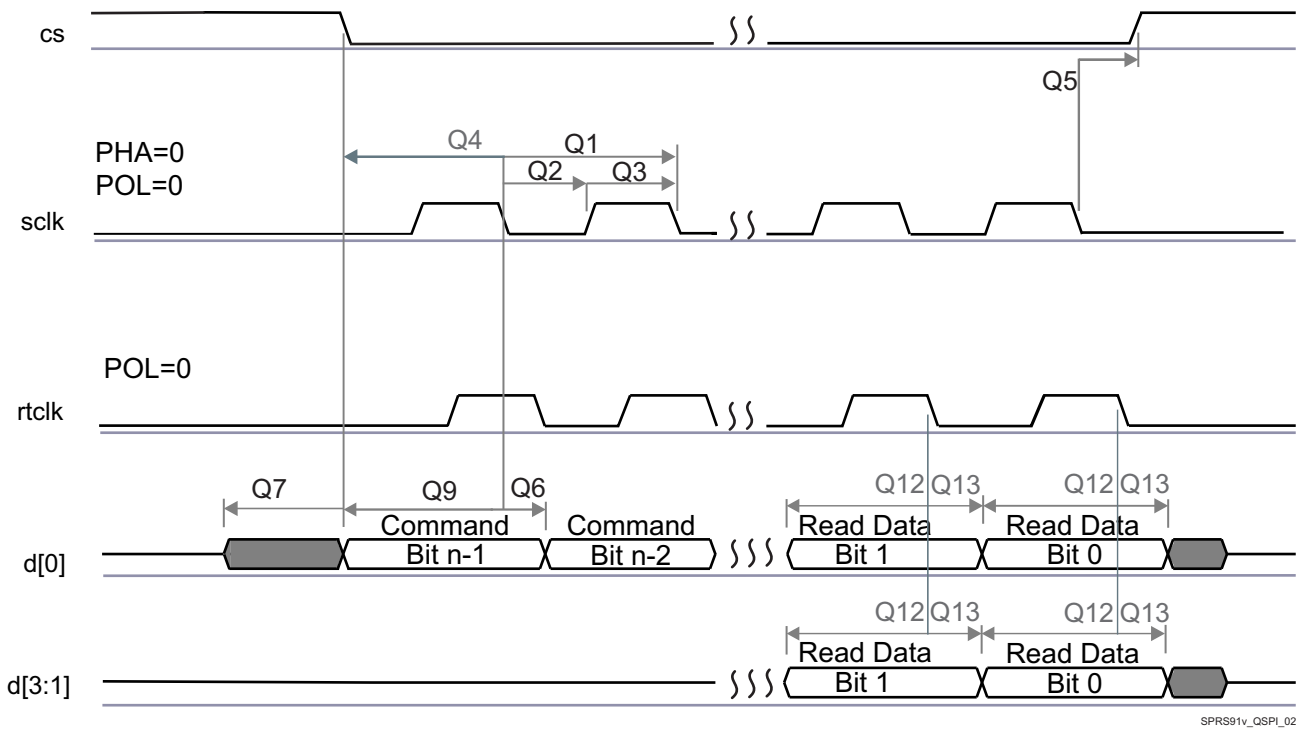 cs
Q5
PHA=0
POL=0
Q4
Q1
Q2
Q3
sclk
POL=0
rtclk
Q7
Q9
Q6
Q12
Q13
Q12
Q13
Command
Command
Read Data
Read Data
d[0]
Bit n-1
Bit n-2
Bit 1
Bit 0
Q12
Q13
Q12
Q13
Read Data
Read Data
d[3:1]
Bit 1
Bit 0
SPRS91v_QSPI_02